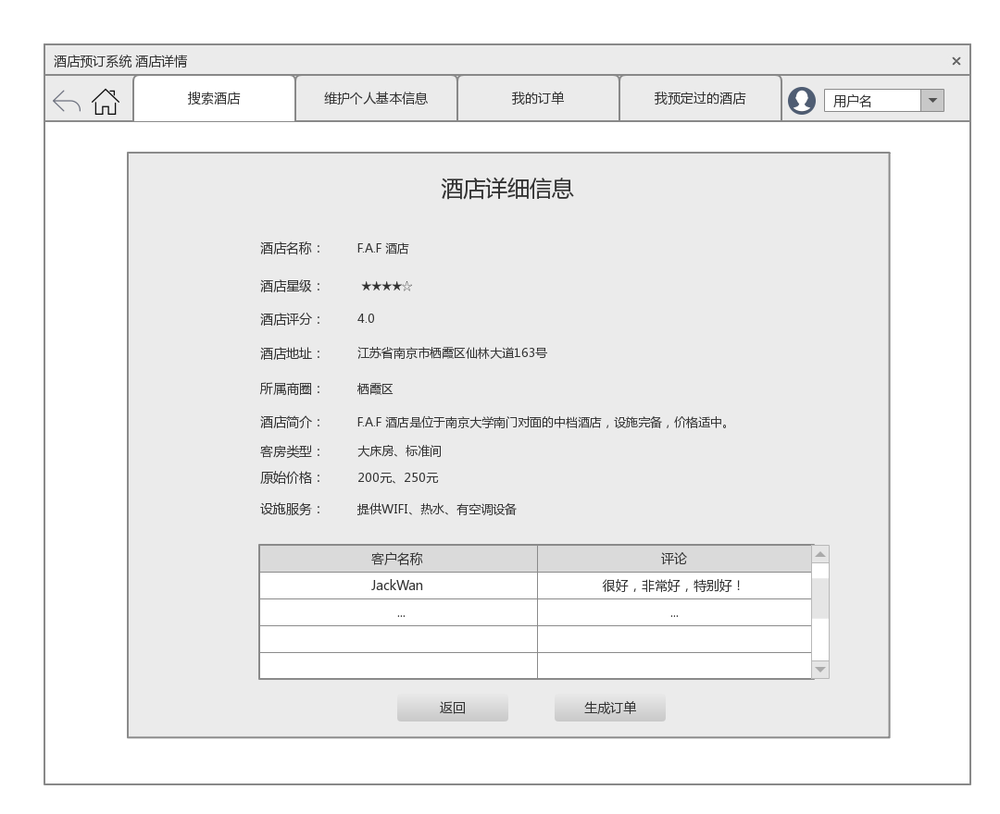 酒店预订系统 酒店详情 ×
搜索酒店 维护个人基本信息 我的订单 我预定过的酒店 用户名
酒店详细信息
酒店名称： F.A.F 酒店
酒店星级： ★★★★☆
酒店评分： 4.0
酒店地址： 江苏省南京市栖霞区仙林大道163号
所属商圈： 栖霞区
酒店简介： F.A.F 酒店是位于南京大学南门对面的中档酒店，设施完备，价格适中。
客房类型： 大床房、标准间
原始价格： 200元、250元
设施服务： 提供WIFI、热水、有空调设备
客户名称 评论
JackWan 很好，非常好，特别好！
... ...
返回 生成订单